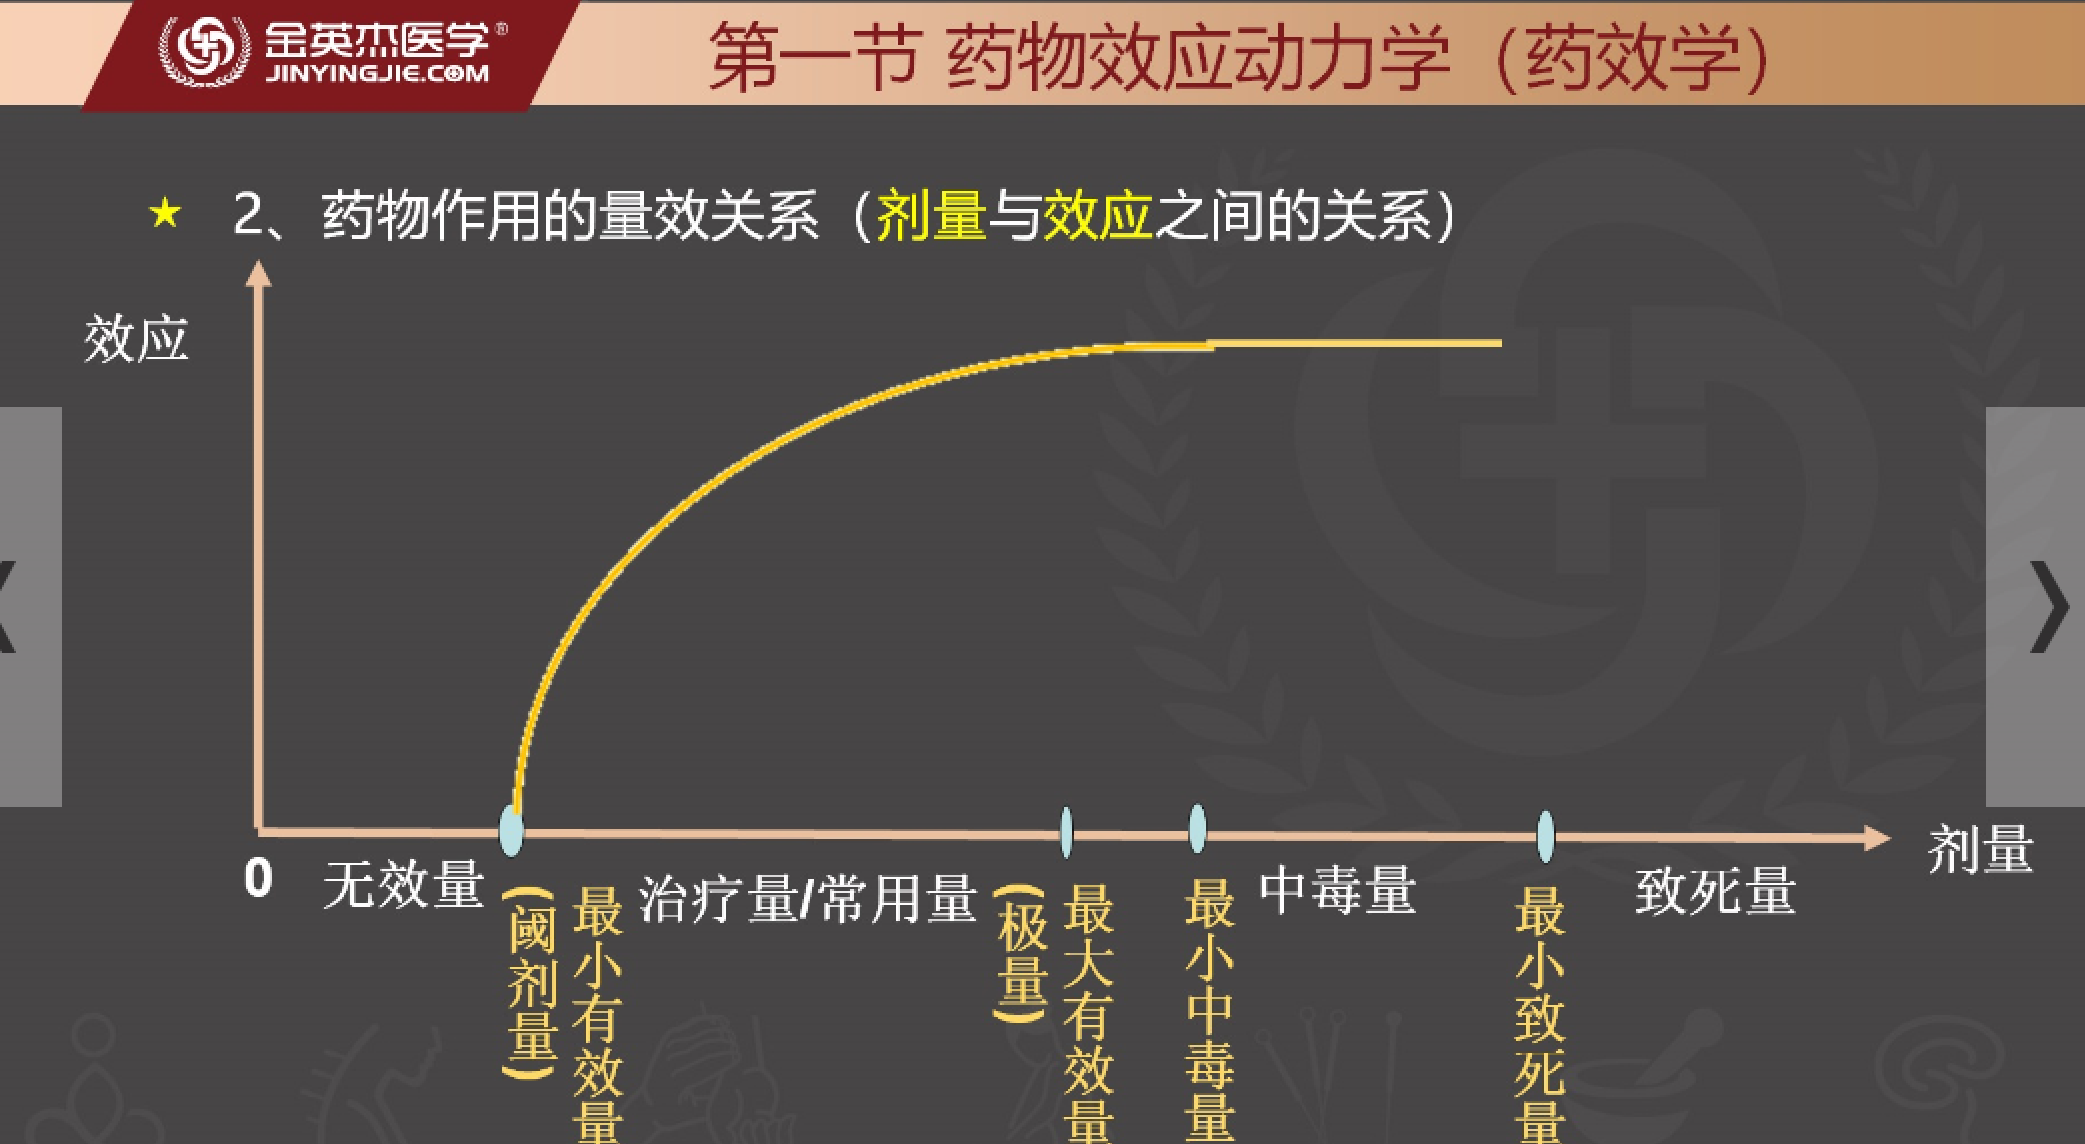 金英杰医学®
JINYINGJIE.COM
第一节 药物效应动力学（药效学）
★ 2、药物作用的量效关系（剂量与效应之间的关系）
效应
剂量
0
无效量
(阈剂量)
最小有效量
治疗量/常用量
(极量)
最大有效量
最小中毒量
中毒量
最小致死量
致死量